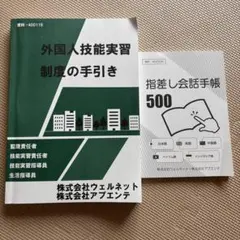 外国人技能実習
制度の手引き
監理責任者
技能実習責任者
技能実習指導員
生活指導員
株式会社ウェルネット
株式会社アプエンテ
指差し会話手帳
500